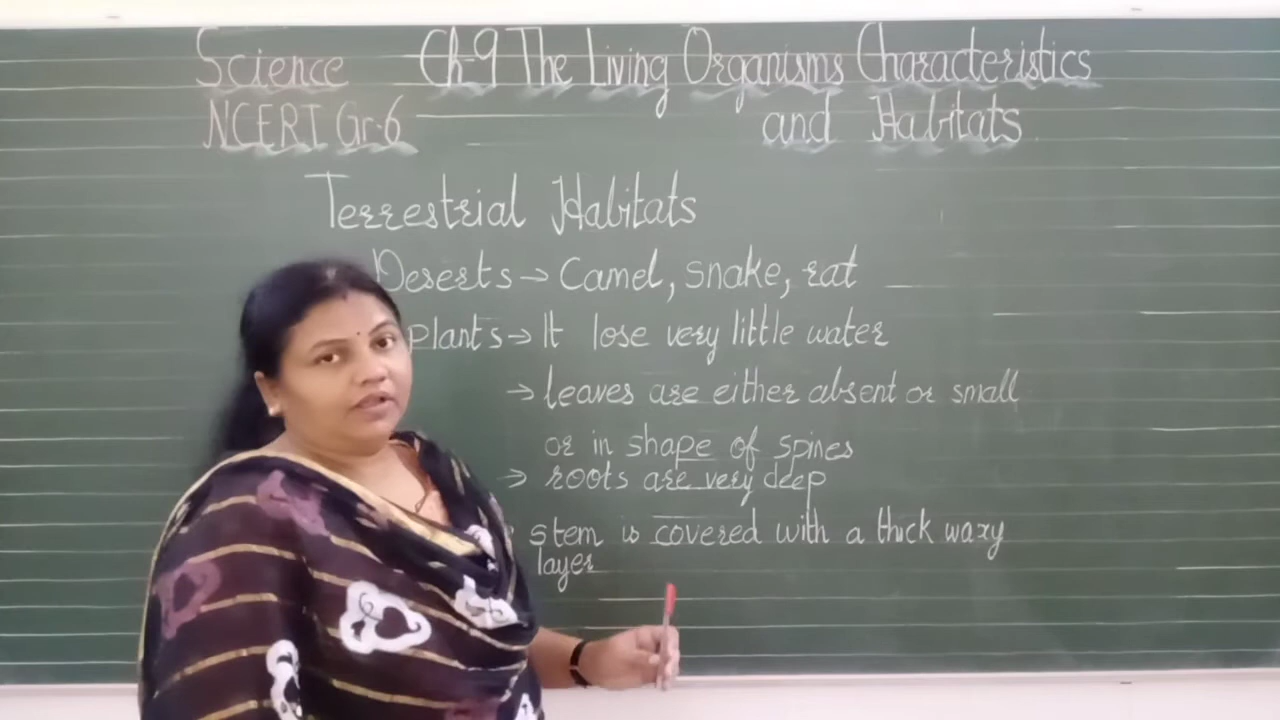 Science Ch-9 The Living Organisms Characteristics
NCERT Gr.6 and Habitats
Terrestrial Habitats
Deserts → Camel, snake, rat
plants → It lose very little water
→ leaves are either absent or small
or in shape of spines
→ roots are very deep
stem is covered with a thick waxy
layer